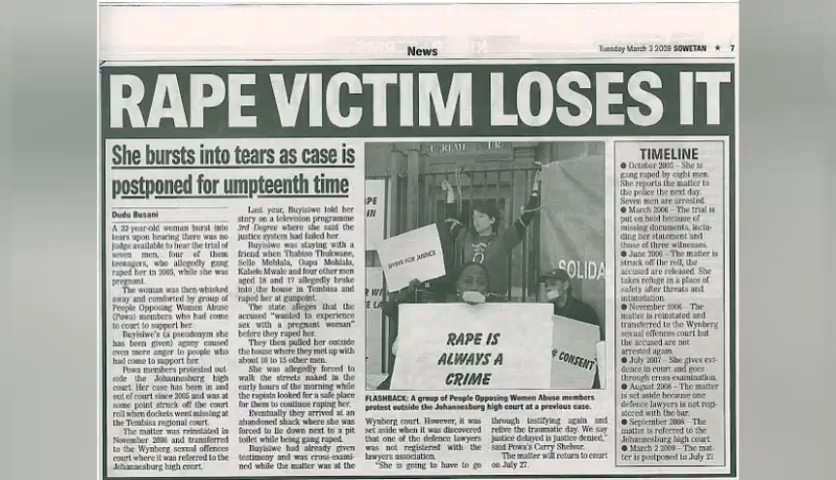 News
Tuesday March 3 2009 SOWETAN ★ 7
RAPE VICTIM LOSES IT
She bursts into tears as case is
postponed for umpteenth time
Dudu Busani
A 22-year-old woman burst into
tears upon hearing there was no
judge available to hear the trial of
seven men, four of them
teenagers, who allegedly gang
raped her in 2005, while she was
pregnant.
The woman was then whisked
away and comforted by group of
People Opposing Women Abuse
(Powa) members who had come
to court to support her.
Buyisiwe's (a pseudonym she
has been given) agony caused
even more anger to people who
had come to support her.
Powa members protested out-
side the Johannesburg high
court. Her case has been in and
out of court since 2005 and was at
some point struck off the court
roll when dockets went missing at
the Tembisa regional court.
The matter was reinstated in
November 2006 and transferred
to the Wynberg sexual offences
court where it was referred to the
Johannesburg high court.
Last year, Buyisiwe told her
story on a television programme
3rd Degree where she said the
justice system had failed her.
Buyisiwe was staying with a
friend when Thabiso Thukwane,
Sello Mohlala, Oupa Mohlala,
Kabelo Mwale and four other men
aged 18 and 17 allegedly broke
into the house in Tembisa and
raped her at gunpoint.
The state alleges that the
accused "wanted to experience
sex with a pregnant woman"
before they raped her.
They then pulled her outside
the house where they met up with
about 10 to 15 other men.
She was allegedly forced to
walk the streets naked in the
early hours of the morning while
the rapists looked for a safe place
for them to continue raping her.
Eventually they arrived at an
abandoned shack where she was
forced to lie down next to a pit
toilet while being gang raped.
Buyisiwe had already given
testimony and was cross-exami-
ned while the matter was at the
DYING FOR JUSTICE
SOLIDA
RAPE IS
ALWAYS A
CRIME
# CONSENT
FLASHBACK: A group of People Opposing Women Abuse members
protest outside the Johannesburg high court at a previous case.
Wynberg court. However, it was
set aside when it was discovered
that one of the defence lawyers
was not registered with the
lawyers association.
"She is going to have to go
through testifying again and
relive the traumatic day. We say
justice delayed is justice denied,"
said Powa's Carry Shelver.
The matter will return to court
on July 27.
TIMELINE
● October 2005 – She is
gang raped by eight men.
She reports the matter to
the police the next day.
Seven men are arrested.
● March 2006 – The trial is
put on hold because of
missing documents, inclu-
ding her statement and
those of three witnesses.
● June 2006 – The matter is
struck off the roll, the
accused are released. She
takes refuge in a place of
safety after threats and
intimidation.
● November 2006 – The
matter is reinstated and
transferred to the Wynberg
sexual offences court but
the accused are not
arrested again.
● July 2007 – She gives evi-
dence in court and goes
through cross examination.
● August 2008 – The matter
is set aside because one
defence lawyers is not regi-
stered with the bar.
● September 2008 – The
matter is referred to the
Johannesburg high court.
● March 2 2009 – The mat-
ter is postponed to July 27.